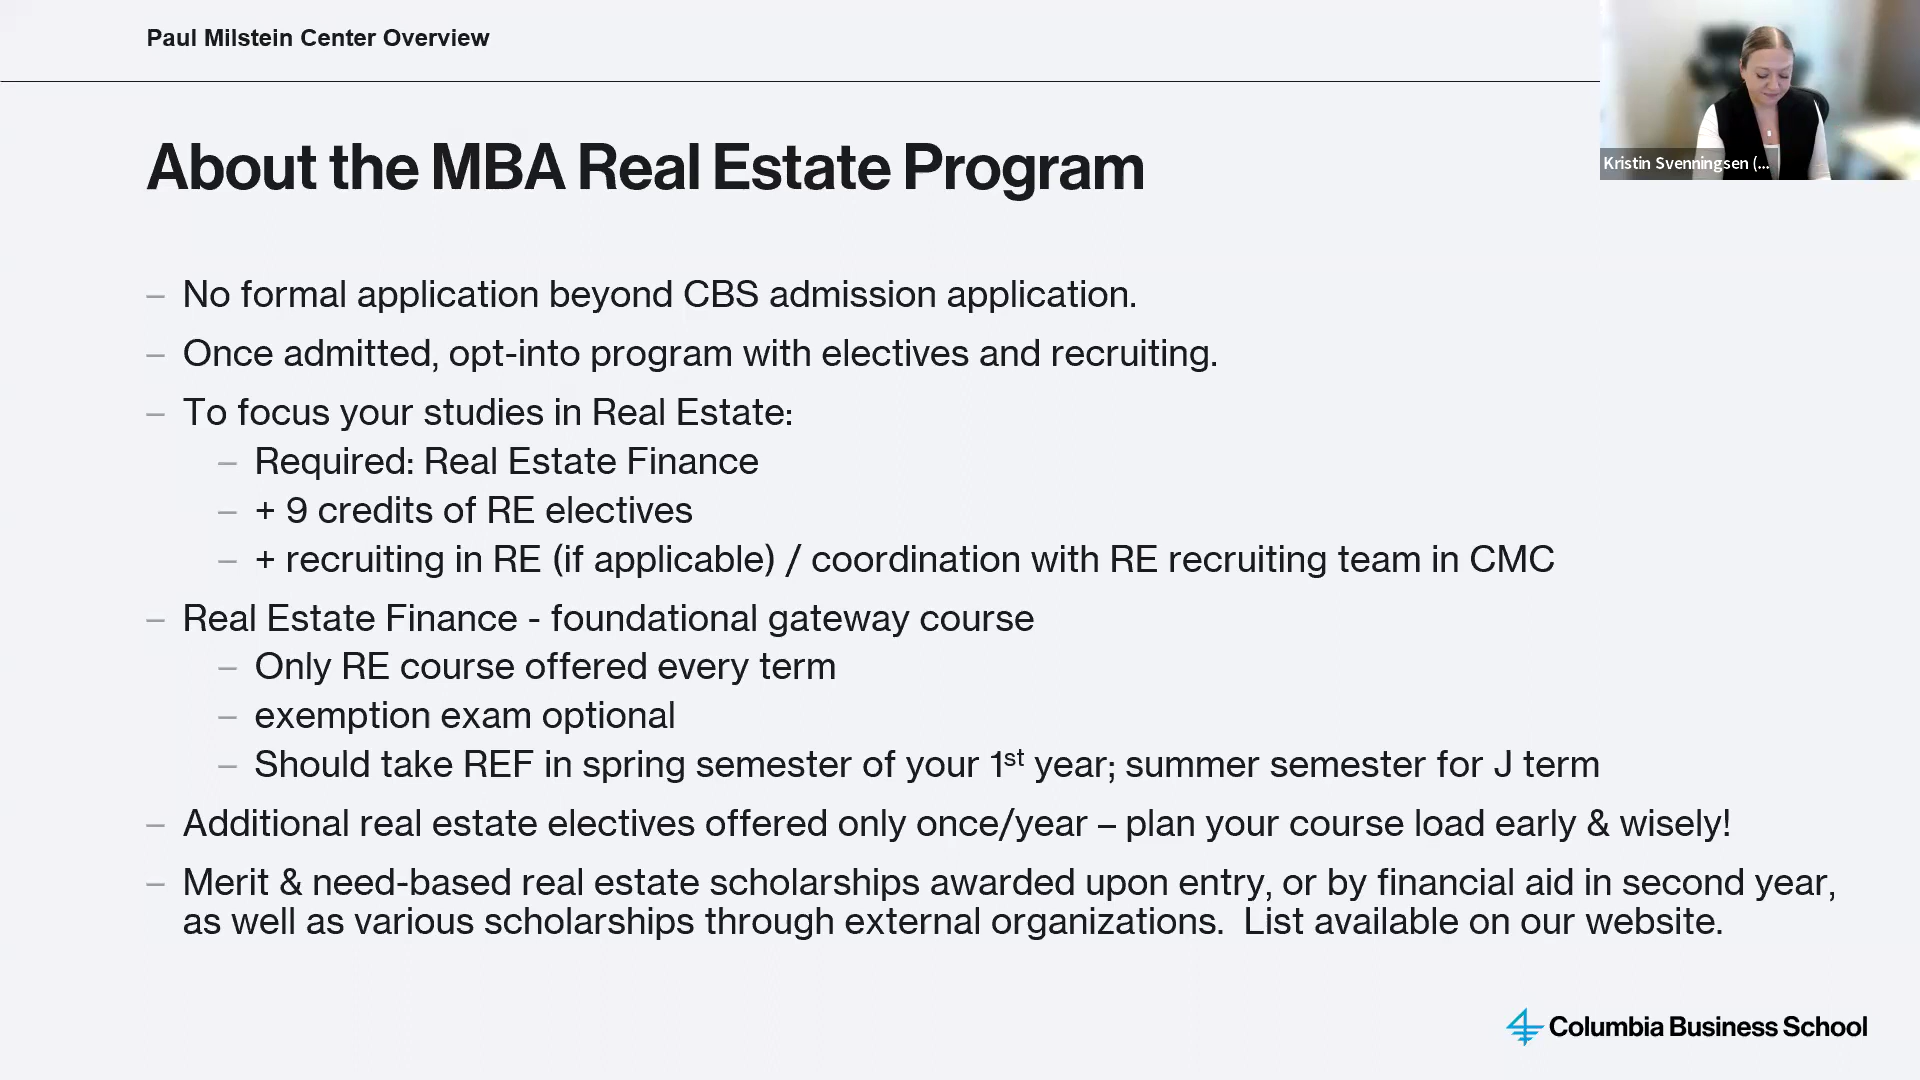 Paul Milstein Center Overview
Kristin Svenningsen (...
About the MBA Real Estate Program
– No formal application beyond CBS admission application.
– Once admitted, opt-into program with electives and recruiting.
– To focus your studies in Real Estate:
– Required: Real Estate Finance
– + 9 credits of RE electives
– + recruiting in RE (if applicable) / coordination with RE recruiting team in CMC
– Real Estate Finance - foundational gateway course
– Only RE course offered every term
– exemption exam optional
– Should take REF in spring semester of your 1st year; summer semester for J term
– Additional real estate electives offered only once/year – plan your course load early & wisely!
– Merit & need-based real estate scholarships awarded upon entry, or by financial aid in second year,
as well as various scholarships through external organizations.  List available on our website.
Columbia Business School